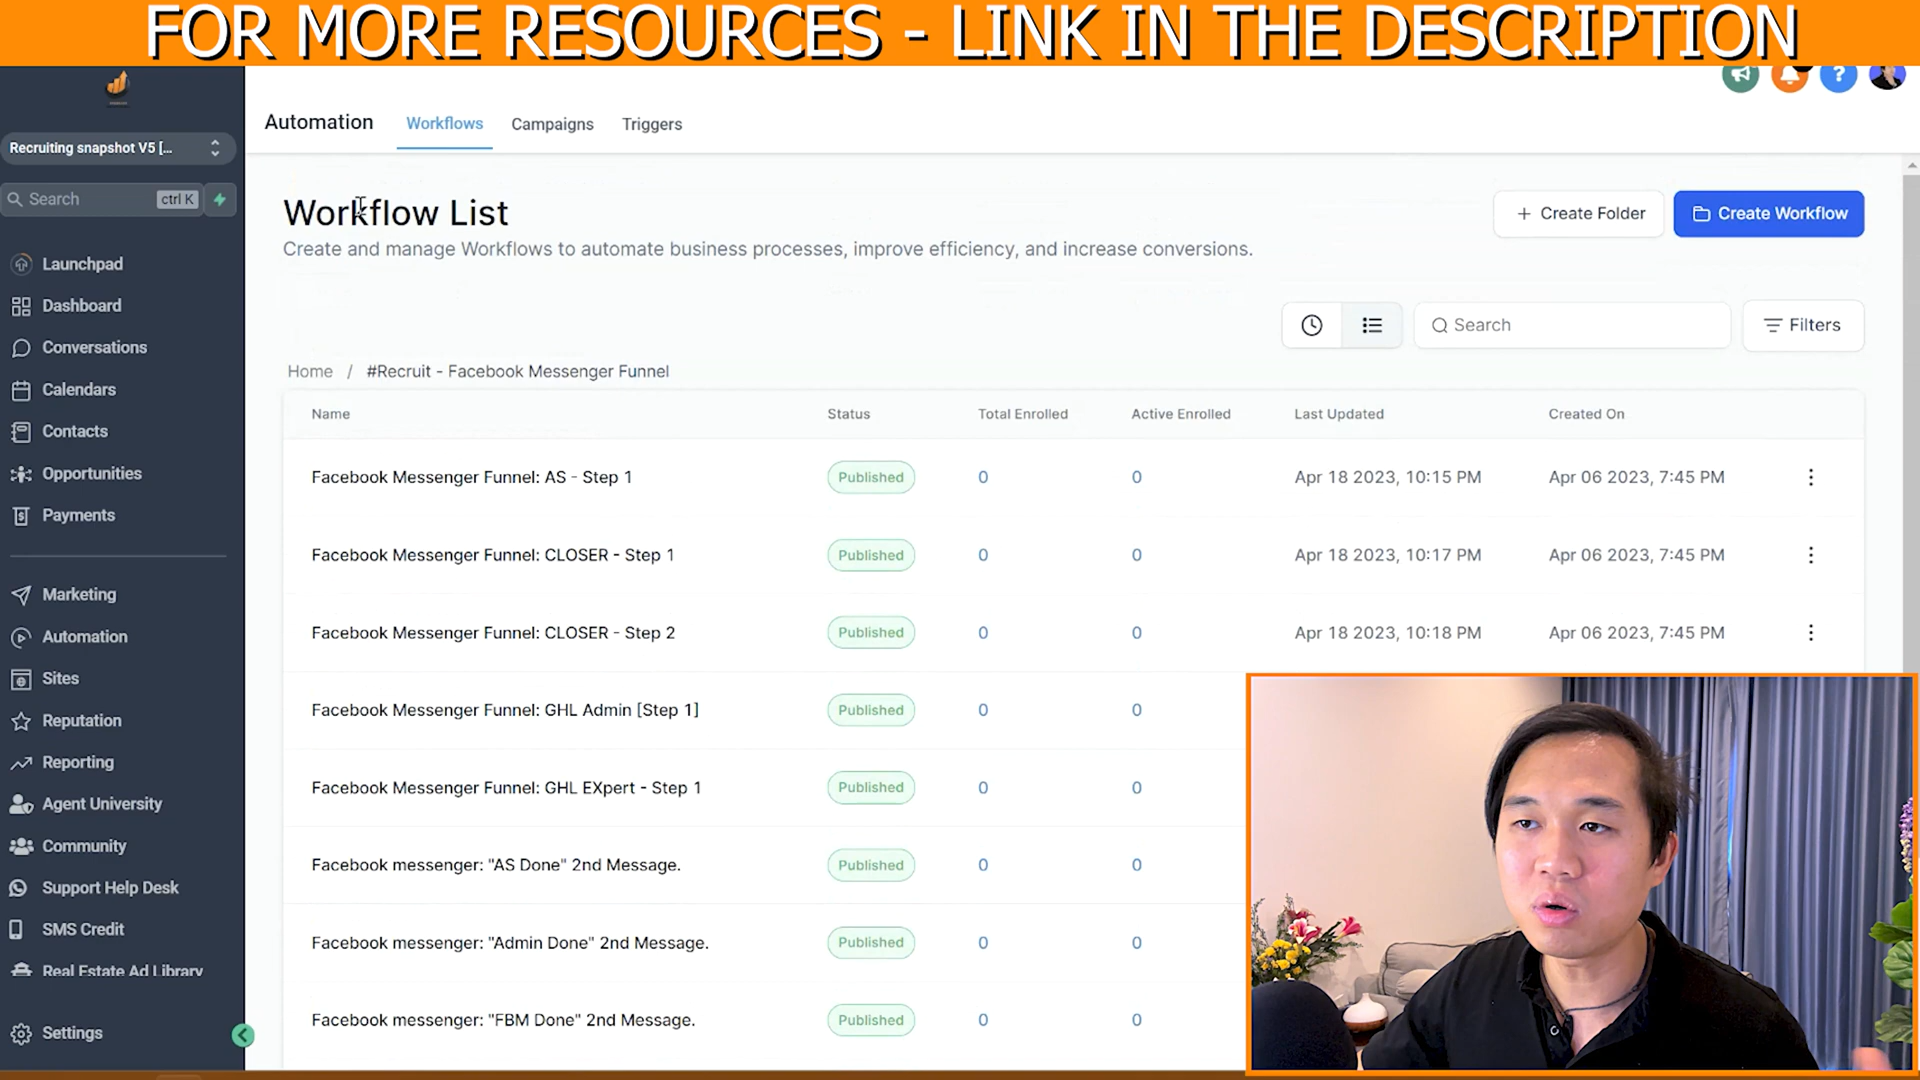 FOR MORE RESOURCES - LINK IN THE DESCRIPTION
Recruiting snapshot V5 [...
Search ctrl K
Launchpad
Dashboard
Conversations
Calendars
Contacts
Opportunities
Payments
Marketing
Automation
Sites
Reputation
Reporting
Agent University
Community
Support Help Desk
SMS Credit
Real Estate Ad Library
Settings
Automation Workflows Campaigns Triggers
?
Workflow List
Create and manage Workflows to automate business processes, improve efficiency, and increase conversions.
+ Create Folder
Create Workflow
Search
Filters
Home / #Recruit - Facebook Messenger Funnel
Name Status Total Enrolled Active Enrolled Last Updated Created On
Facebook Messenger Funnel: AS - Step 1 Published 0 0 Apr 18 2023, 10:15 PM Apr 06 2023, 7:45 PM
Facebook Messenger Funnel: CLOSER - Step 1 Published 0 0 Apr 18 2023, 10:17 PM Apr 06 2023, 7:45 PM
Facebook Messenger Funnel: CLOSER - Step 2 Published 0 0 Apr 18 2023, 10:18 PM Apr 06 2023, 7:45 PM
Facebook Messenger Funnel: GHL Admin [Step 1] Published 0 0
Facebook Messenger Funnel: GHL EXpert - Step 1 Published 0 0
Facebook messenger: "AS Done" 2nd Message. Published 0 0
Facebook messenger: "Admin Done" 2nd Message. Published 0 0
Facebook messenger: "FBM Done" 2nd Message. Published 0 0